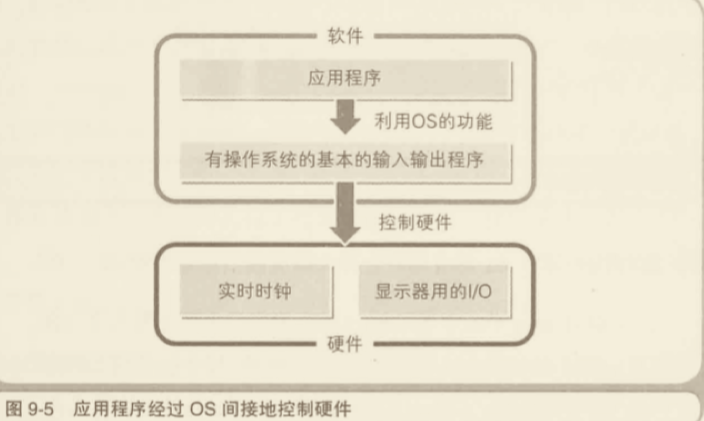 软件
应用程序
利用OS的功能
有操作系统的基本的输入输出程序
控制硬件
实时时钟
显示器用的I/O
硬件
图 9-5 应用程序经过 OS 间接地控制硬件